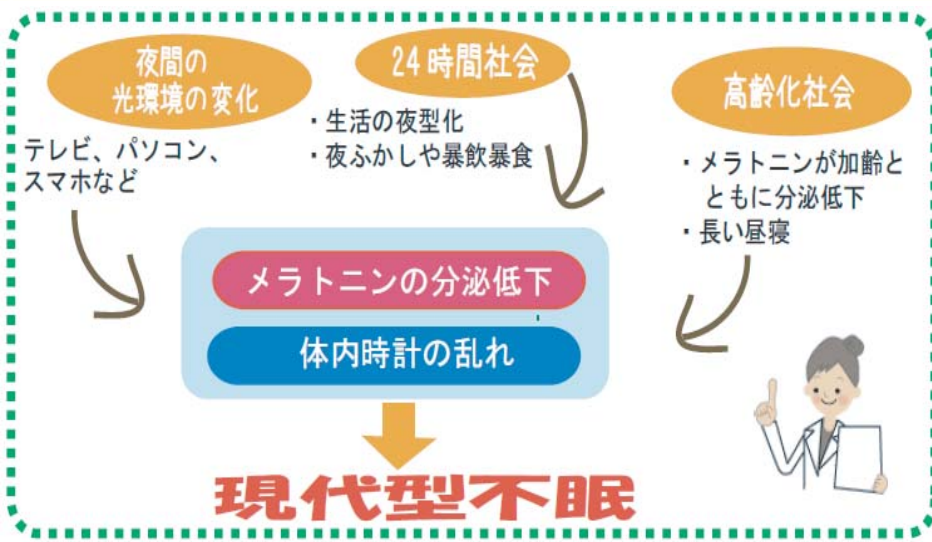 夜間の
光環境の変化
テレビ、パソコン、
スマホなど
24時間社会
・生活の夜型化
・夜ふかしや暴飲暴食
高齢化社会
・メラトニンが加齢と
ともに分泌低下
・長い昼寝
メラトニンの分泌低下
体内時計の乱れ
現代型不眠